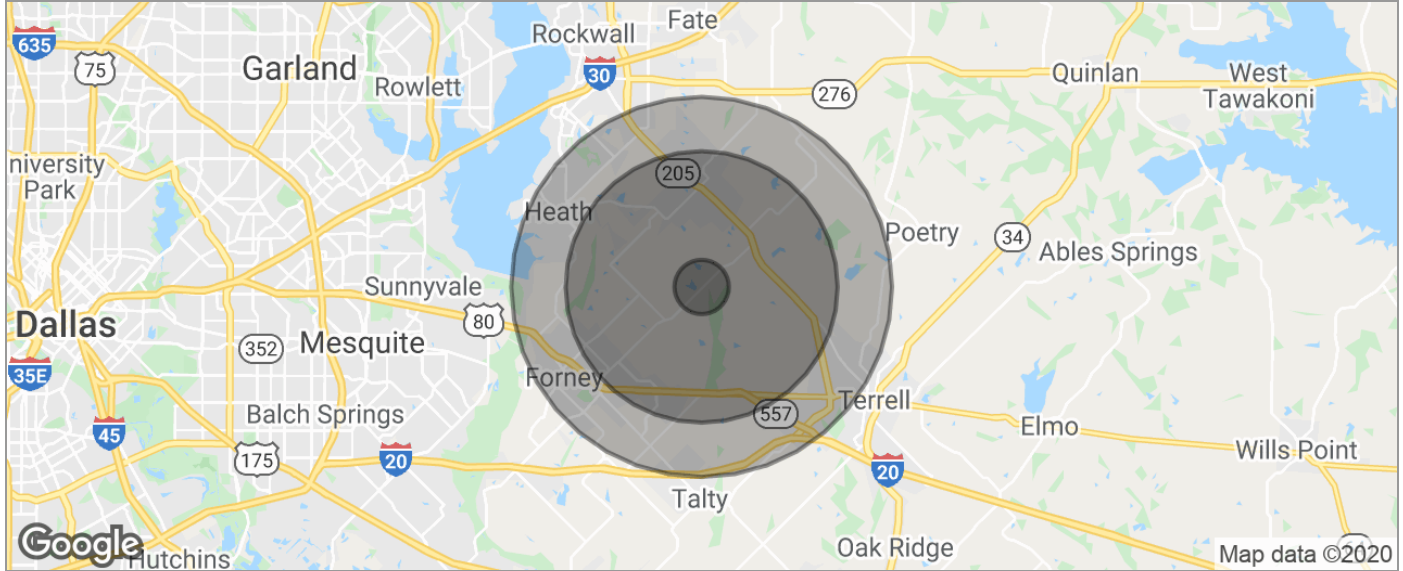 Fate
Rockwall
635
75
Garland
30
Rowlett
Quinlan
West
Tawakoni
276
niversity
Park
205
Heath
Poetry
34
Ables Springs
Sunnyvale
80
Dallas
352
Mesquite
35E
Forney
Terrell
557
Balch Springs
Elmo
45
175
20
20
Wills Point
Talty
Oak Ridge
Google
Hutchins
Map data ©2020